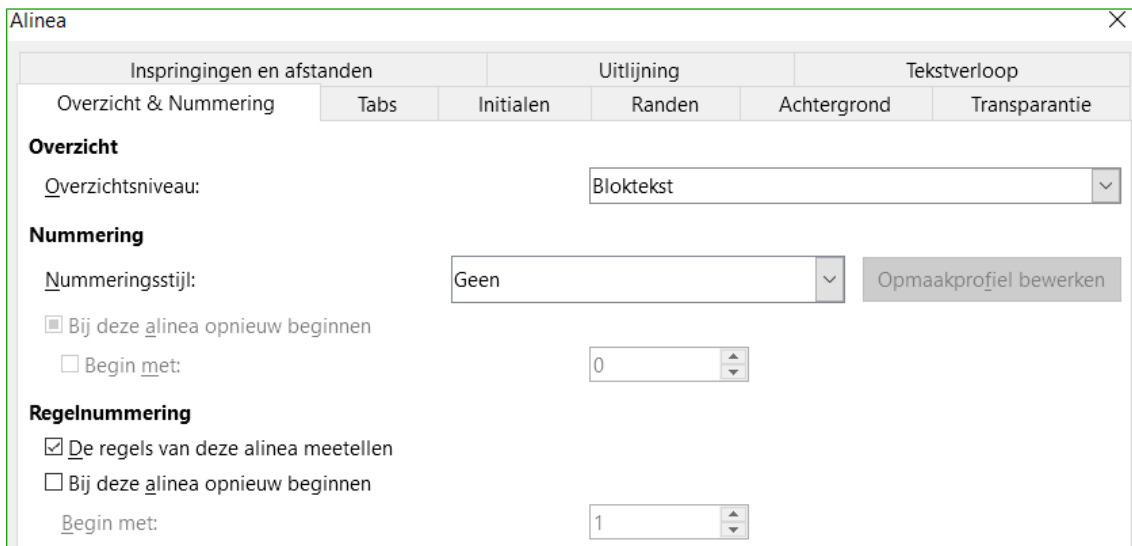 Alinea
Inspringingen en afstanden Uitlijning Tekstverloop
Overzicht & Nummering Tabs Initialen Randen Achtergrond Transparantie
Overzicht
Overzichtsniveau: Bloktekst
Nummering
Nummeringsstijl: Geen Opmaakprofiel bewerken
Bij deze alinea opnieuw beginnen
Begin met: 0
Regelnummering
De regels van deze alinea meetellen
Bij deze alinea opnieuw beginnen
Begin met: 1